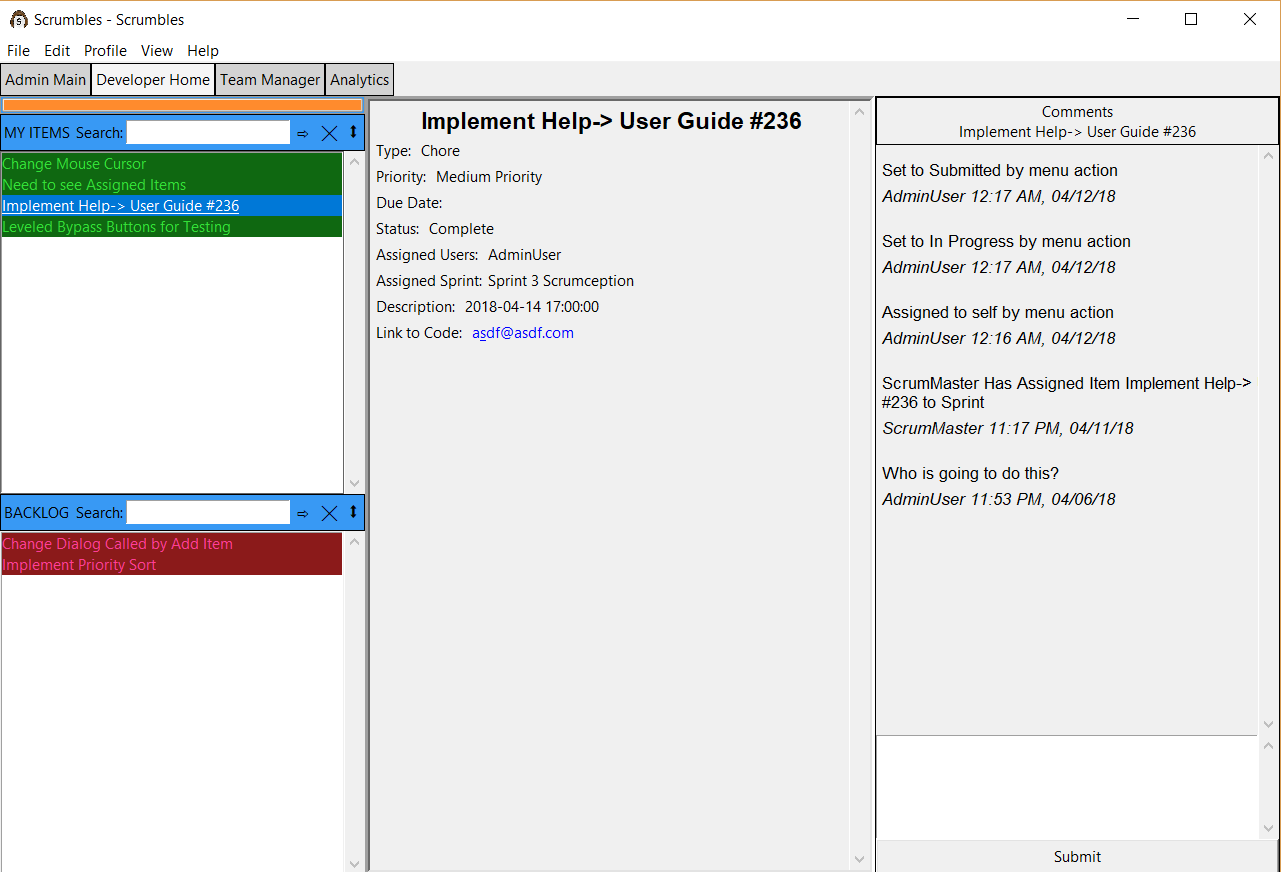 Scrumbles - Scrumbles
File Edit Profile View Help
Admin Main Developer Home Team Manager Analytics
MY ITEMS Search:
Change Mouse Cursor
Need to see Assigned Items
Implement Help-> User Guide #236
Leveled Bypass Buttons for Testing
BACKLOG Search:
Change Dialog Called by Add Item
Implement Priority Sort
Implement Help-> User Guide #236
Type: Chore
Priority: Medium Priority
Due Date:
Status: Complete
Assigned Users: AdminUser
Assigned Sprint: Sprint 3 Scrumception
Description: 2018-04-14 17:00:00
Link to Code: asdf@asdf.com
Comments
Implement Help-> User Guide #236
Set to Submitted by menu action
AdminUser 12:17 AM, 04/12/18
Set to In Progress by menu action
AdminUser 12:17 AM, 04/12/18
Assigned to self by menu action
AdminUser 12:16 AM, 04/12/18
ScrumMaster Has Assigned Item Implement Help->
#236 to Sprint
ScrumMaster 11:17 PM, 04/11/18
Who is going to do this?
AdminUser 11:53 PM, 04/06/18
Submit